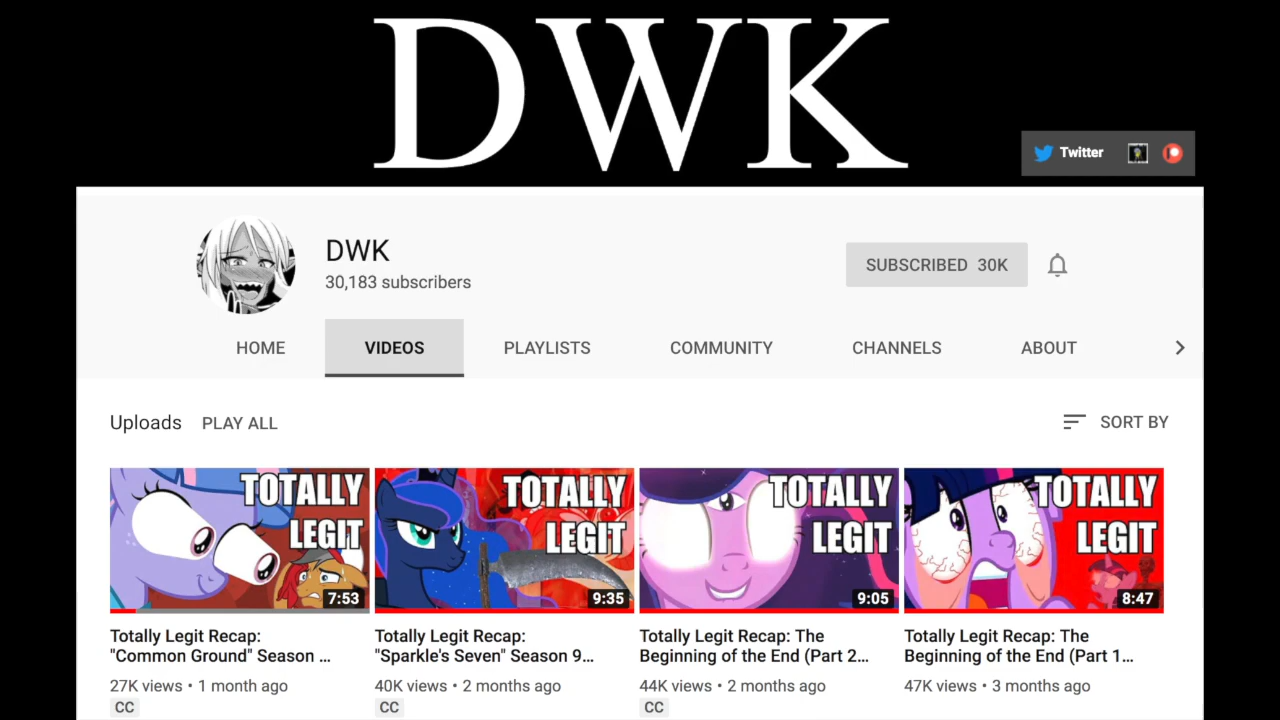 DWK
Twitter
DWK
30,183 subscribers
SUBSCRIBED 30K
HOME VIDEOS PLAYLISTS COMMUNITY CHANNELS ABOUT
Uploads PLAY ALL SORT BY
TOTALLY LEGIT
7:53
TOTALLY LEGIT
9:35
TOTALLY LEGIT
9:05
TOTALLY LEGIT
8:47
Totally Legit Recap:
"Common Ground" Season ...
27K views • 1 month ago
CC
Totally Legit Recap:
"Sparkle's Seven" Season 9...
40K views • 2 months ago
CC
Totally Legit Recap: The
Beginning of the End (Part 2...
44K views • 2 months ago
CC
Totally Legit Recap: The
Beginning of the End (Part 1...
47K views • 3 months ago